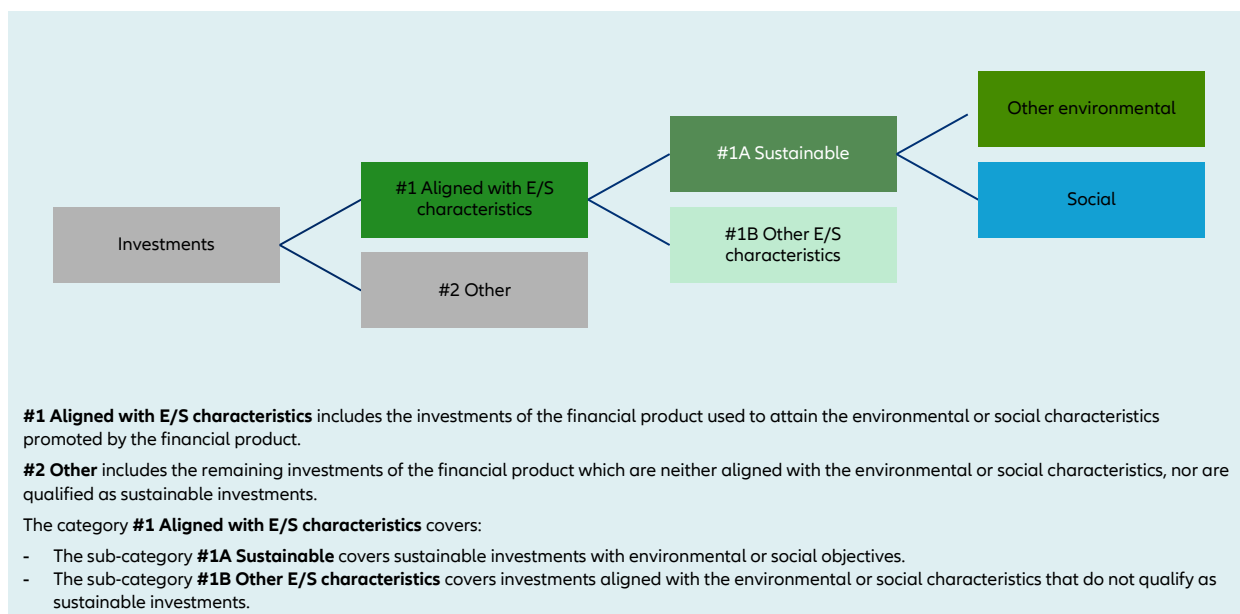 Other environmental
#1A Sustainable
#1 Aligned with E/S
characteristics
Social
Investments
#1B Other E/S
characteristics
#2 Other
#1 Aligned with E/S characteristics includes the investments of the financial product used to attain the environmental or social characteristics
promoted by the financial product.
#2 Other includes the remaining investments of the financial product which are neither aligned with the environmental or social characteristics, nor are
qualified as sustainable investments.
The category #1 Aligned with E/S characteristics covers:
- The sub-category #1A Sustainable covers sustainable investments with environmental or social objectives.
- The sub-category #1B Other E/S characteristics covers investments aligned with the environmental or social characteristics that do not qualify as
sustainable investments.